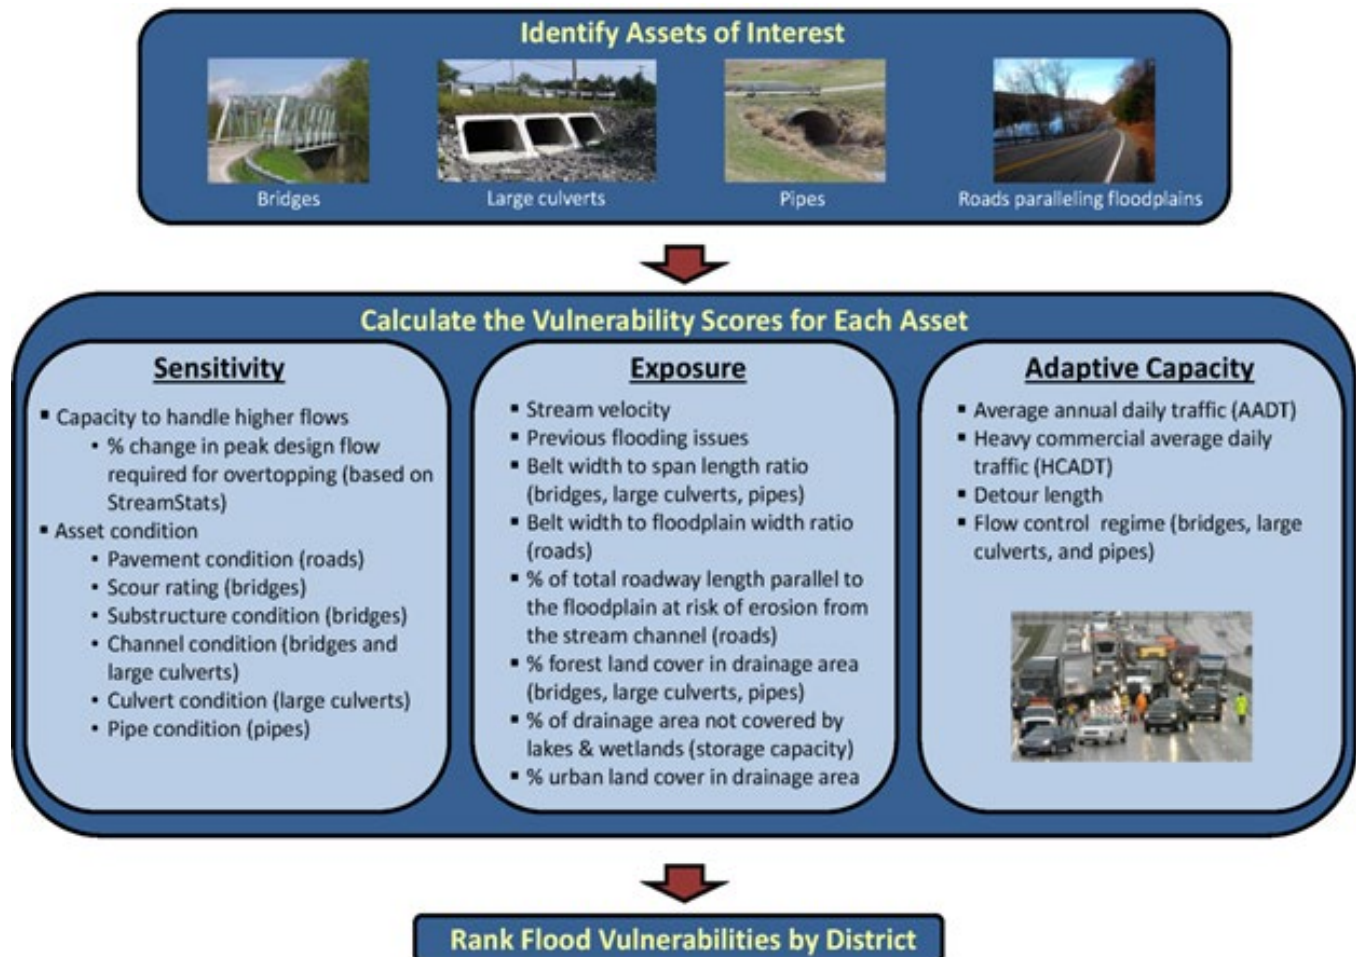 Identify Assets of Interest
Bridges
Large culverts
Pipes
Roads paralleling floodplains
Calculate the Vulnerability Scores for Each Asset
Sensitivity
▪ Capacity to handle higher flows
• % change in peak design flow
required for overtopping (based on
StreamStats)
▪ Asset condition
• Pavement condition (roads)
• Scour rating (bridges)
• Substructure condition (bridges)
• Channel condition (bridges and
large culverts)
• Culvert condition (large culverts)
• Pipe condition (pipes)
Exposure
▪ Stream velocity
▪ Previous flooding issues
▪ Belt width to span length ratio
(bridges, large culverts, pipes)
▪ Belt width to floodplain width ratio
(roads)
▪ % of total roadway length parallel to
the floodplain at risk of erosion from
the stream channel (roads)
▪ % forest land cover in drainage area
(bridges, large culverts, pipes)
▪ % of drainage area not covered by
lakes & wetlands (storage capacity)
▪ % urban land cover in drainage area
Adaptive Capacity
▪ Average annual daily traffic (AADT)
▪ Heavy commercial average daily
traffic (HCADT)
▪ Detour length
▪ Flow control regime (bridges, large
culverts, and pipes)
Rank Flood Vulnerabilities by District